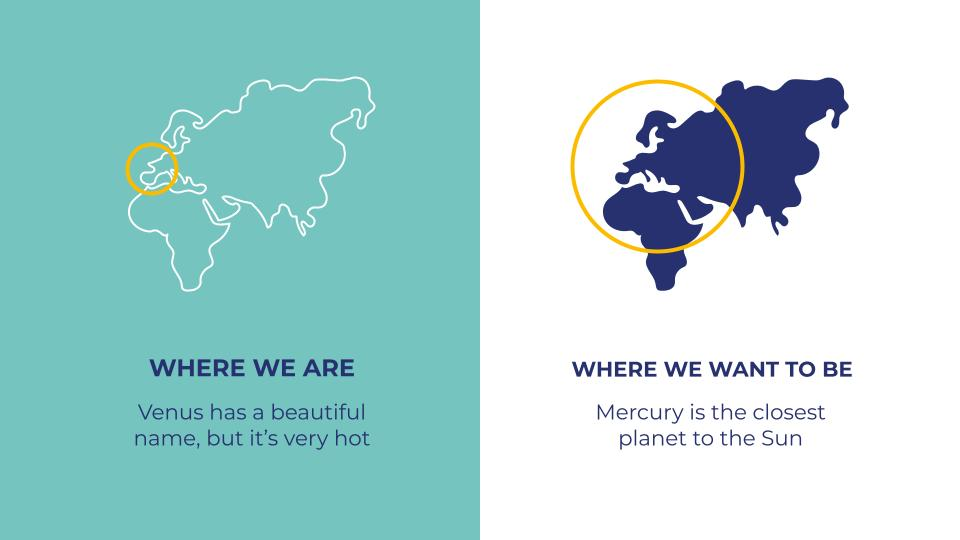 WHERE WE ARE
Venus has a beautiful
name, but it’s very hot
WHERE WE WANT TO BE
Mercury is the closest
planet to the Sun